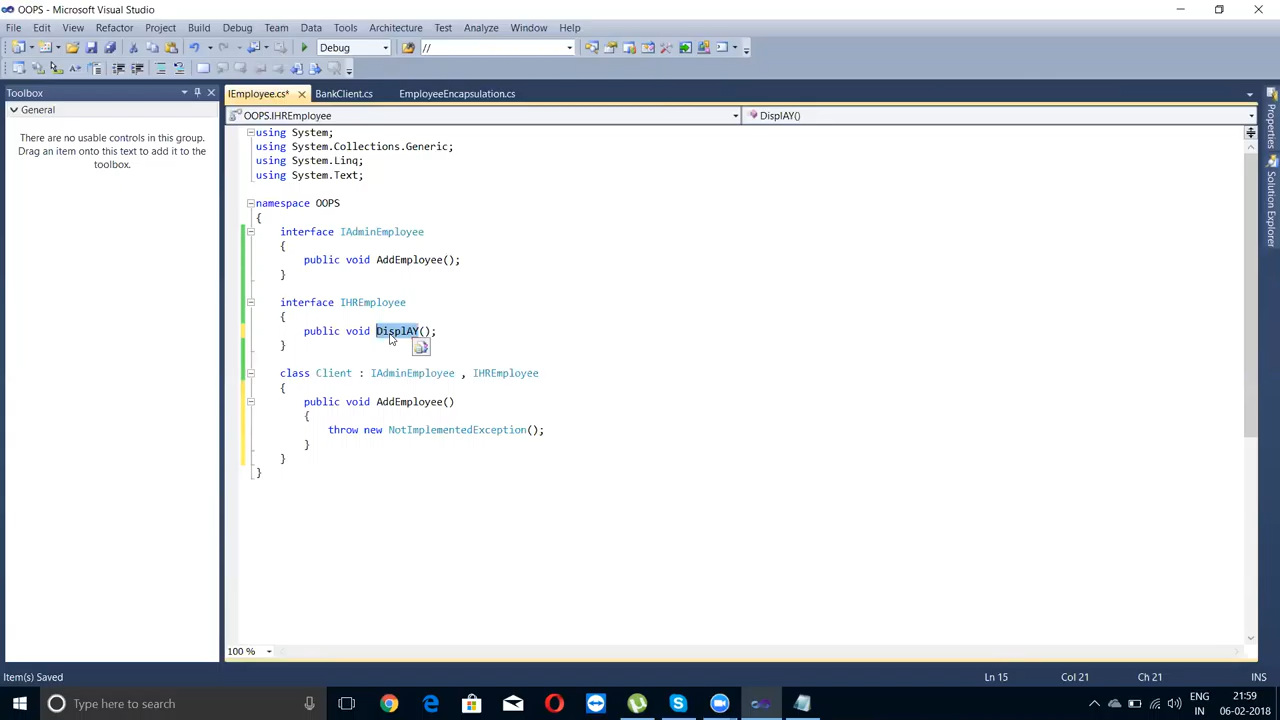 OOPS - Microsoft Visual Studio
File Edit View Refactor Project Build Debug Team Data Tools Architecture Test Analyze Window Help
Debug //
Toolbox
IEmployee.cs* BankClient.cs EmployeeEncapsulation.cs
General
OOPS.IHREmployee DisplAY()
There are no usable controls in this group.
Drag an item onto this text to add it to the
toolbox.
using System;
using System.Collections.Generic;
using System.Linq;
using System.Text;
namespace OOPS
{
interface IAdminEmployee
{
public void AddEmployee();
}
interface IHREmployee
{
public void DisplAY();
}
class Client : IAdminEmployee , IHREmployee
{
public void AddEmployee()
{
throw new NotImplementedException();
}
}
}
Properties
Solution Explorer
100 %
Item(s) Saved Ln 15 Col 21 Ch 21 INS
Type here to search
ENG
IN
21:59
06-02-2018